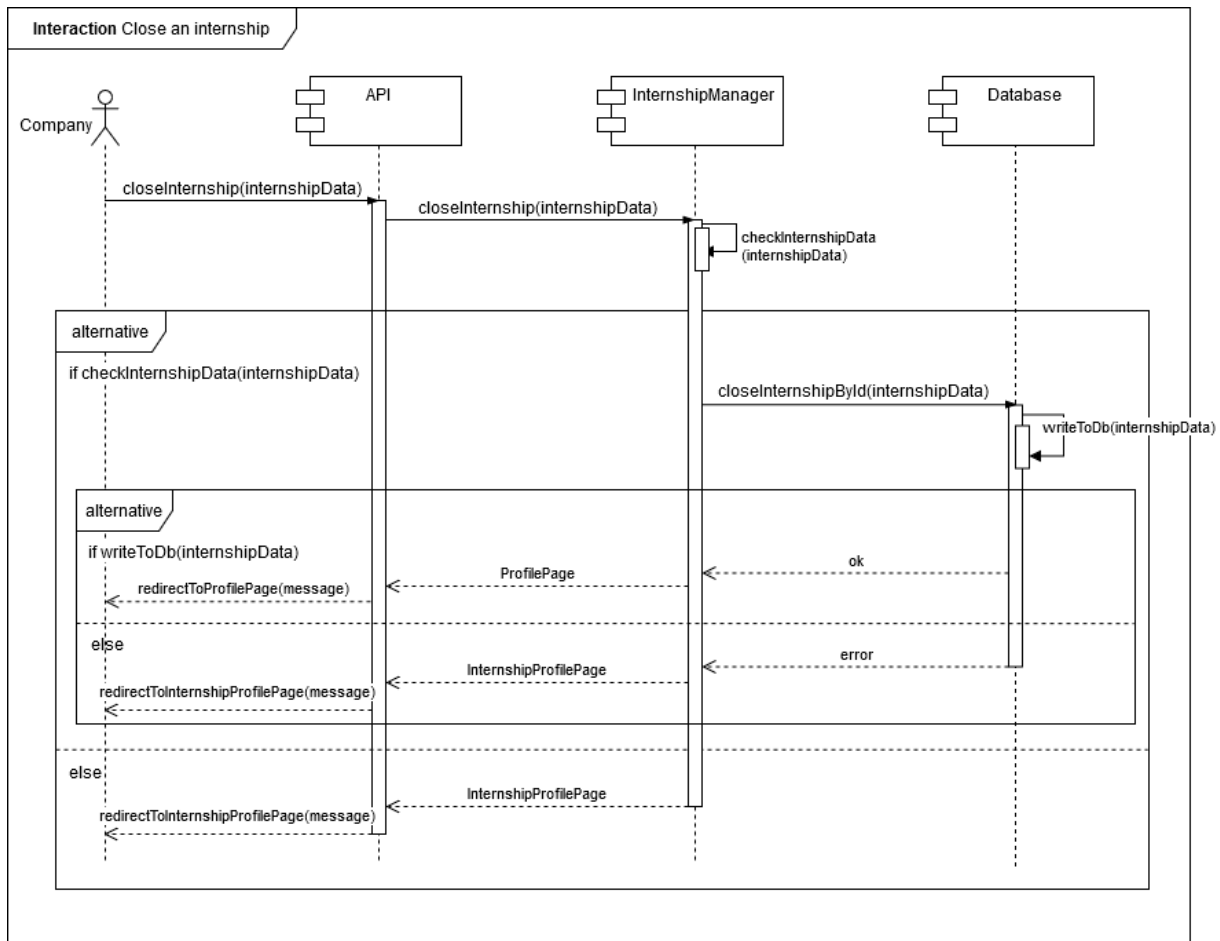 Interaction Close an internship
Company
API
InternshipManager
Database
closeInternship(internshipData)
closeInternship(internshipData)
checkInternshipData
(internshipData)
alternative
if checkInternshipData(internshipData)
closeInternshipById(internshipData)
writeToDb(internshipData)
alternative
if writeToDb(internshipData)
ok
ProfilePage
redirectToProfilePage(message)
else
error
InternshipProfilePage
redirectToInternshipProfilePage(message)
else
InternshipProfilePage
redirectToInternshipProfilePage(message)